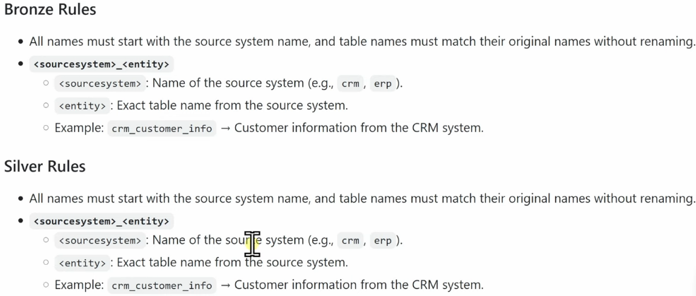 Bronze Rules
All names must start with the source system name, and table names must match their original names without renaming.
<sourcesystem>_<entity>
<sourcesystem>: Name of the source system (e.g., crm, erp).
<entity>: Exact table name from the source system.
Example: crm_customer_info → Customer information from the CRM system.
Silver Rules
All names must start with the source system name, and table names must match their original names without renaming.
<sourcesystem>_<entity>
<sourcesystem>: Name of the source system (e.g., crm, erp).
<entity>: Exact table name from the source system.
Example: crm_customer_info → Customer information from the CRM system.